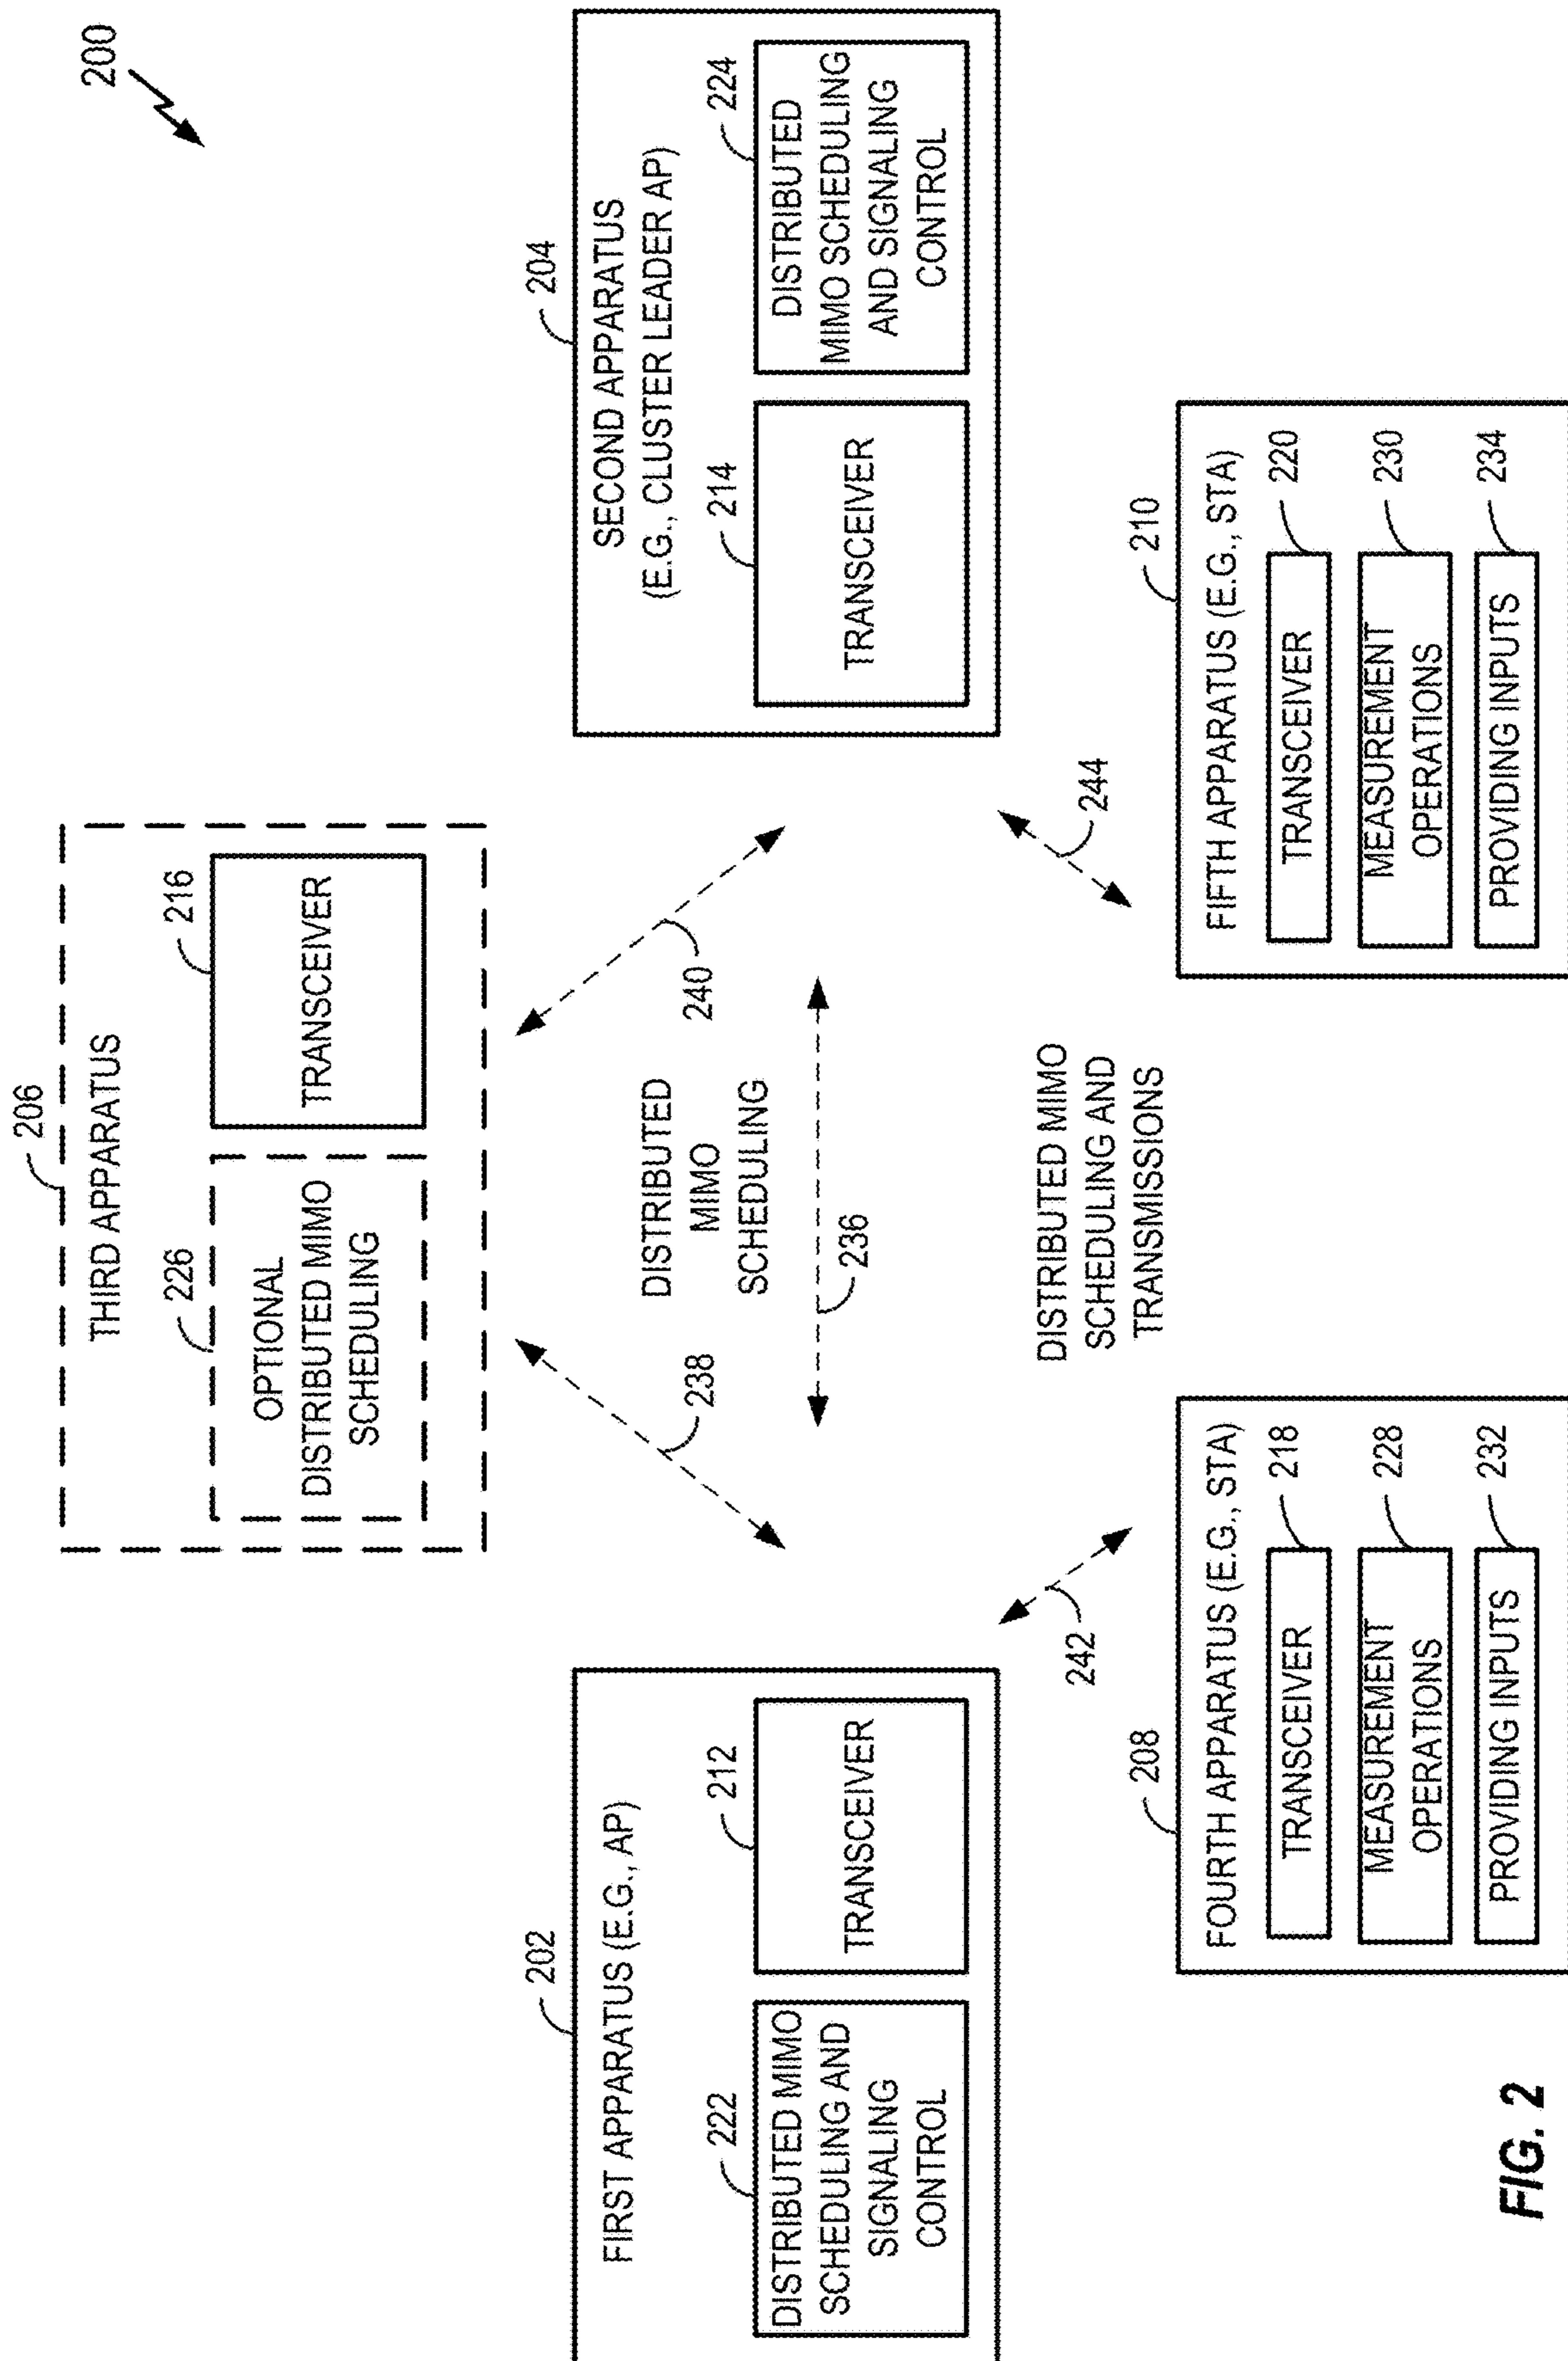 200
206
THIRD APPARATUS
226
OPTIONAL
DISTRIBUTED MIMO
SCHEDULING
216
TRANSCEIVER
202
FIRST APPARATUS (E.G., AP)
222
DISTRIBUTED MIMO
SCHEDULING AND
SIGNALING
CONTROL
212
TRANSCEIVER
238
DISTRIBUTED
MIMO
SCHEDULING
240
236
204
SECOND APPARATUS
(E.G., CLUSTER LEADER AP)
214
TRANSCEIVER
224
DISTRIBUTED
MIMO SCHEDULING
AND SIGNALING
CONTROL
242
DISTRIBUTED MIMO
SCHEDULING AND
TRANSMISSIONS
244
208
FOURTH APPARATUS (E.G., STA)
TRANSCEIVER
218
MEASUREMENT
OPERATIONS
228
PROVIDING INPUTS
232
210
FIFTH APPARATUS (E.G., STA)
TRANSCEIVER
220
MEASUREMENT
OPERATIONS
230
PROVIDING INPUTS
234
FIG. 2